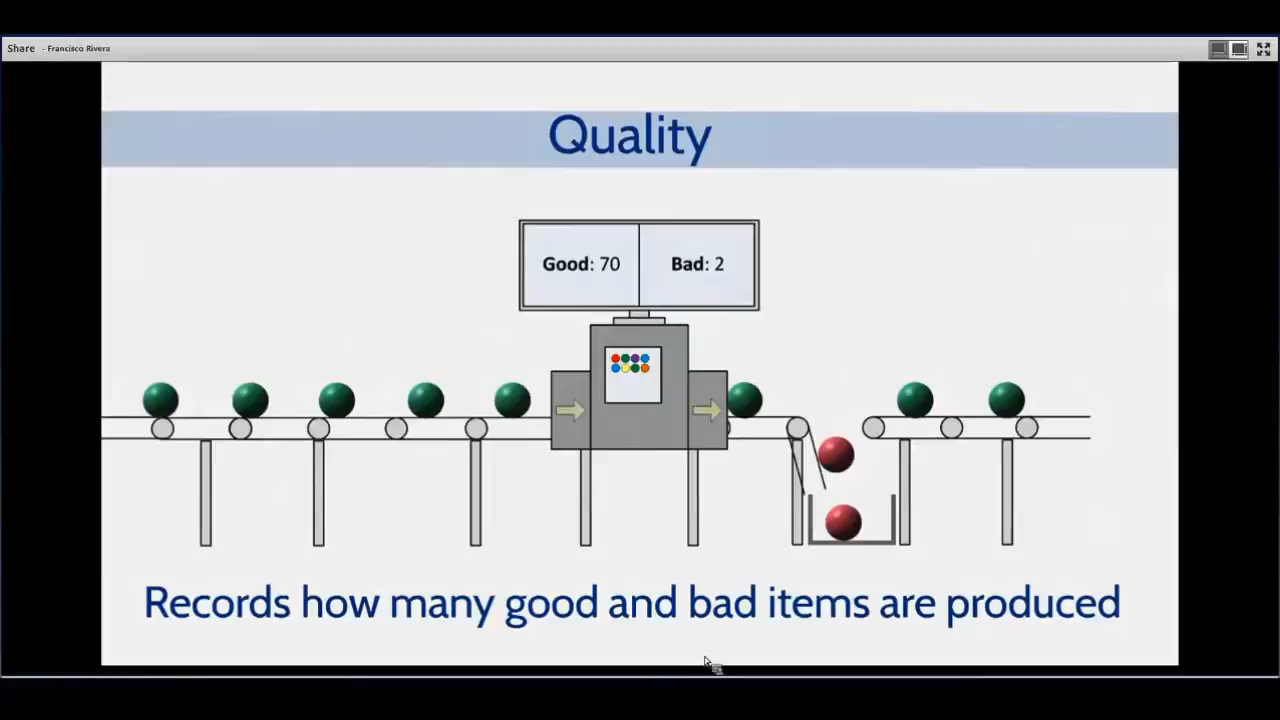 Share - Francisco Rivera
Quality
Good: 70
Bad: 2
Records how many good and bad items are produced